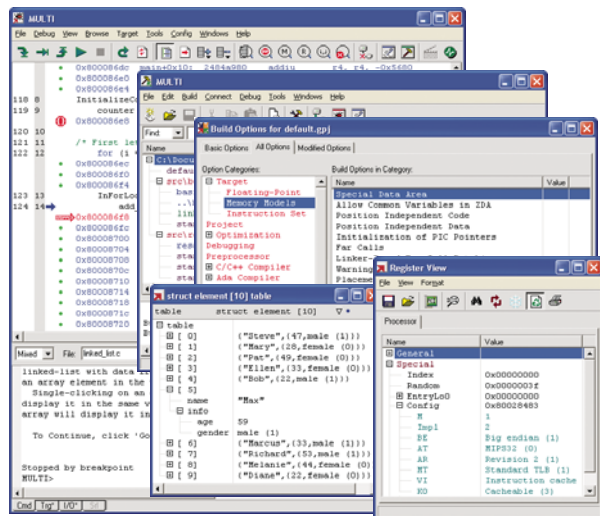 MULTI
File Debug View Browse Target Tools Config Windows Help
0x800086dc main+0x10: 2484a980 addiu r4, r4, -0x5680
0x800086e0
0x800086e4
118 8 InitializeC
119 9 counter
0x800086e8
120 10
121 11 /* First let
122 12 for (i =
0x800086ec
0x800086f0
0x800086f4
123 13 InForLoo
124 14 add_
0x800086f8
0x800086fc
0x80008700
0x80008704
0x80008708
0x8000870c
0x80008710
0x80008714
0x80008718
0x8000871c
0x80008720
Mixed File: linked_list.c
linked-list with data i
an array element in the
Single-clicking on an
display it in the same v
array will display it in
To Continue, click 'Go
Stopped by breakpoint
MULTI>
Cmd Trg* I/O*
MULTI
File Edit Build Connect Debug Tools Windows Help
Find
Name
C:\Docu
defau
src\b
bas
..\
lin
sta
src\r
res
sta
sta
Build Options for default.gpj
Basic Options All Options Modified Options
Option Categories: Build Options in Category:
Target
Floating-Point
Memory Models
Instruction Set
Project
Optimization
Debugging
Preprocessor
C/C++ Compiler
Ada Compiler
Name Value
Special Data Area
Allow Common Variables in ZDA
Position Independent Code
Position Independent Data
Initialization of PIC Pointers
Far Calls
Warning
Placeme
struct element [10] table
table struct element [10]
table
[ 0] ("Steve",(47,male (1)))
[ 1] ("Mary",(28,female (0)))
[ 2] ("Pat",(49,female (0)))
[ 3] ("Ellen",(33,female (0)
[ 4] ("Bob",(22,male (1)))
[ 5]
name "Max"
info
age 59
gender male (1)
[ 6] ("Marcus",(33,male (1)))
[ 7] ("Richard",(53,male (1))
[ 8] ("Melanie",(44,female (0)
[ 9] ("Diane",(22,female (0))
Register View
File View Format
Processor
Name Value
General
Special
Index 0x00000000
Random 0x0000003f
EntryLo0 0x00000000
Config 0x80028483
M 1
Impl 2
BE Big endian (1)
AT MIPS32 (0)
AR Revision 2 (1)
MT Standard TLB (1)
VI Instruction cache
K0 Cacheable (3)